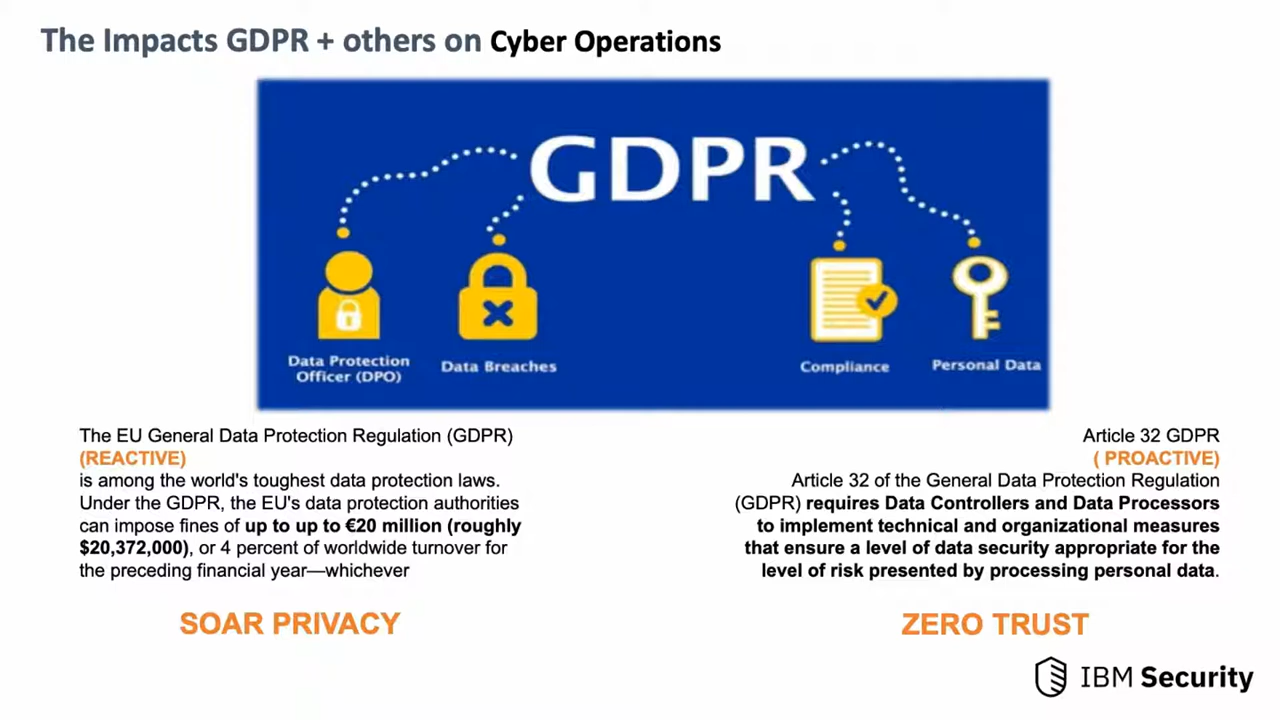 The Impacts GDPR + others on Cyber Operations
GDPR
Data Protection
Officer (DPO)
Data Breaches
Compliance
Personal Data
The EU General Data Protection Regulation (GDPR)
(REACTIVE)
is among the world's toughest data protection laws.
Under the GDPR, the EU's data protection authorities
can impose fines of up to up to €20 million (roughly
$20,372,000), or 4 percent of worldwide turnover for
the preceding financial year—whichever
SOAR PRIVACY
Article 32 GDPR
( PROACTIVE)
Article 32 of the General Data Protection Regulation
(GDPR) requires Data Controllers and Data Processors
to implement technical and organizational measures
that ensure a level of data security appropriate for the
level of risk presented by processing personal data.
ZERO TRUST
IBM Security